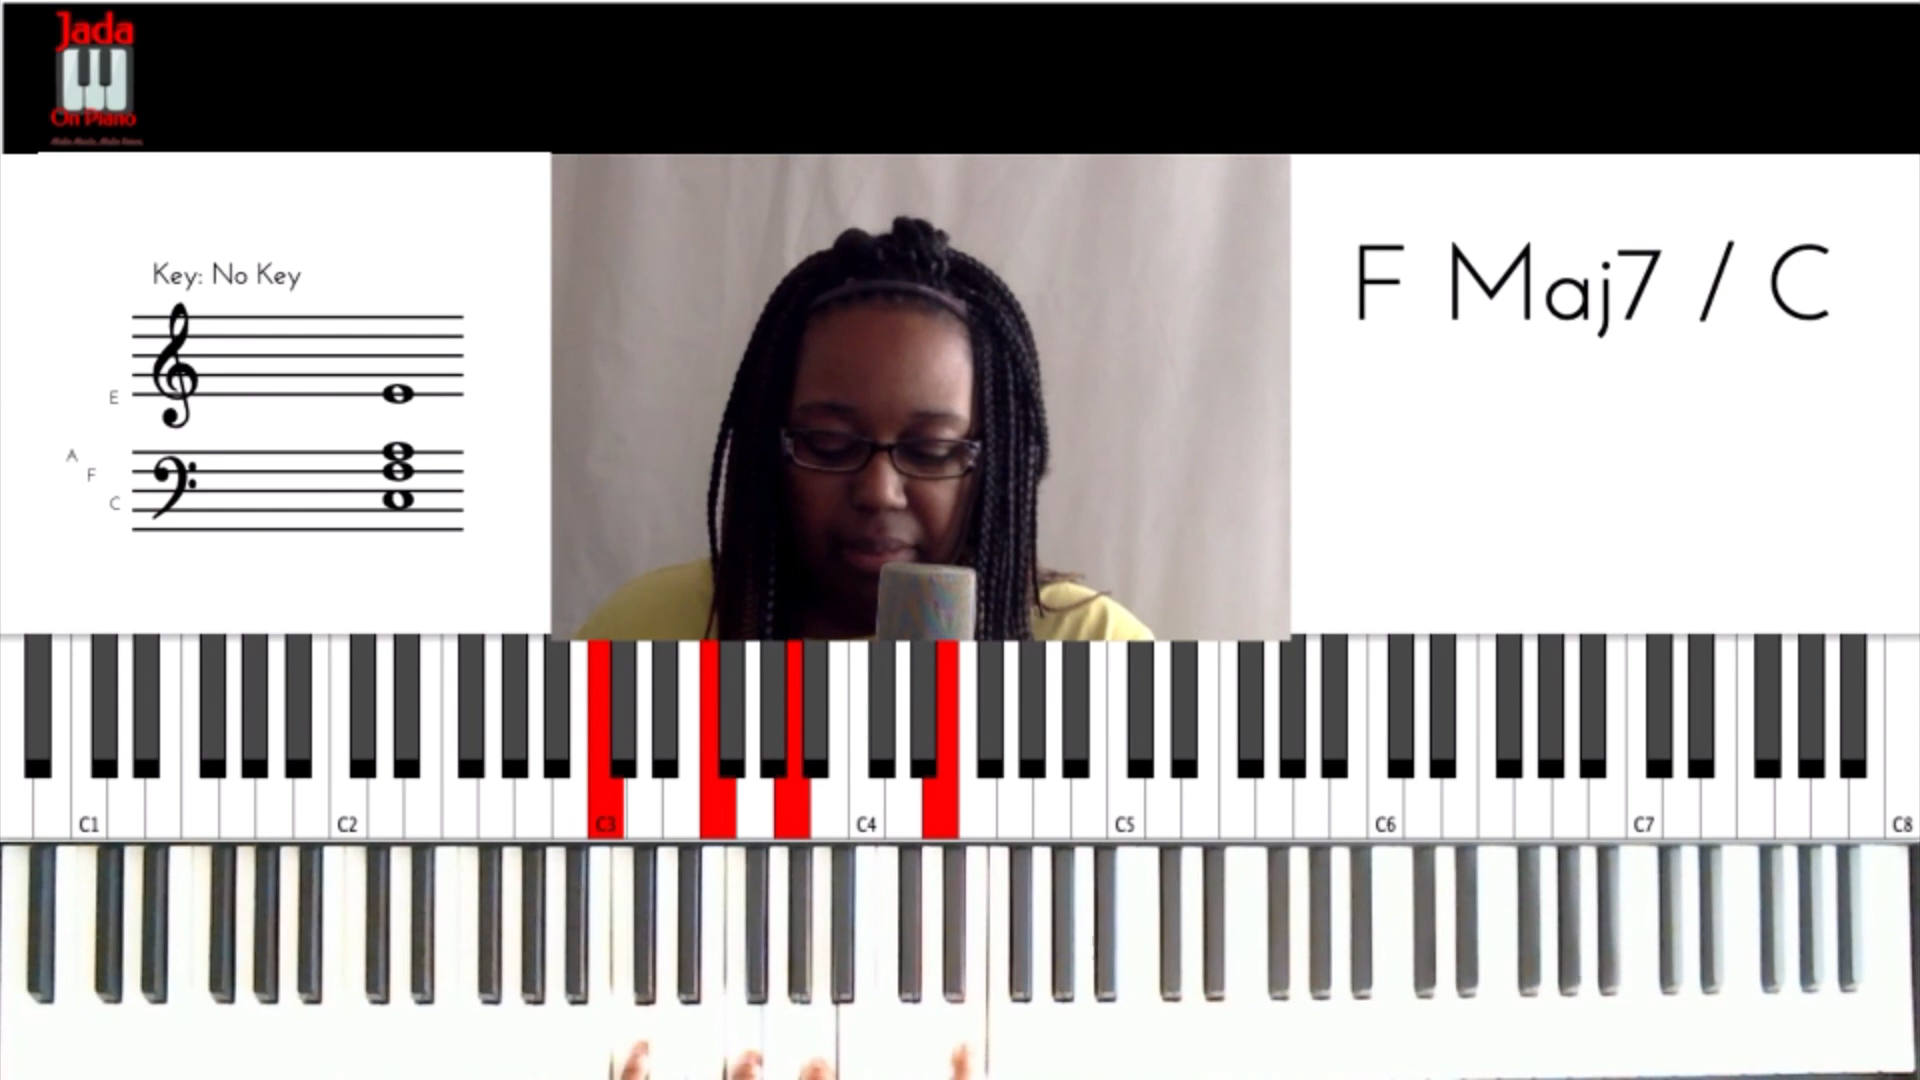 Jada
On Piano
Key: No Key
F Maj7 / C
E
A
F
C
C1 C2 C3 C4 C5 C6 C7 C8